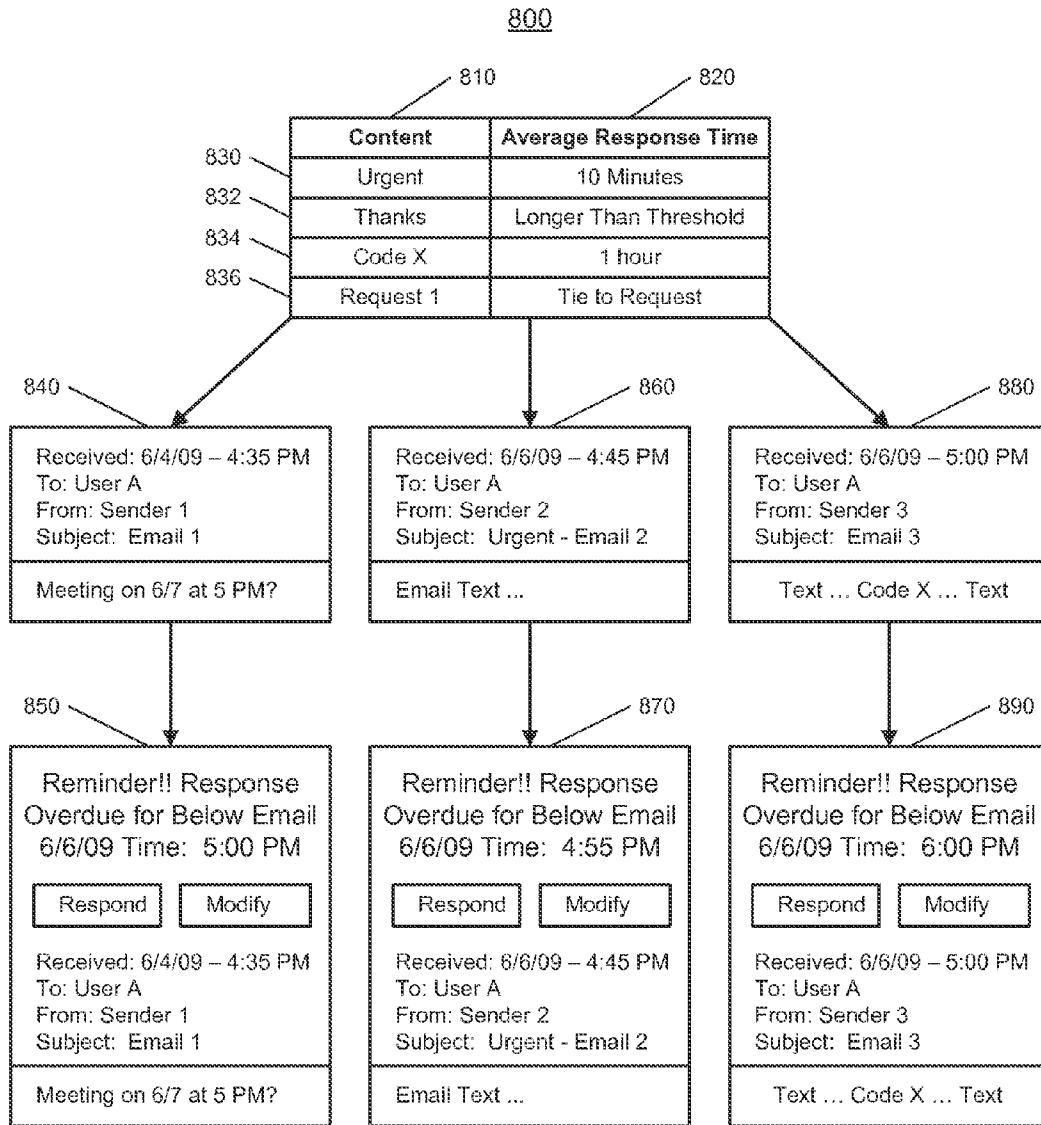 800
810
820
Content Average Response Time
830
Urgent 10 Minutes
832
Thanks Longer Than Threshold
834
Code X 1 hour
836
Request 1 Tie to Request
840
Received: 6/4/09 – 4:35 PM
To: User A
From: Sender 1
Subject: Email 1
Meeting on 6/7 at 5 PM?
860
Received: 6/6/09 – 4:45 PM
To: User A
From: Sender 2
Subject: Urgent - Email 2
Email Text ...
880
Received: 6/6/09 – 5:00 PM
To: User A
From: Sender 3
Subject: Email 3
Text ... Code X ... Text
850
Reminder!! Response
Overdue for Below Email
6/6/09 Time: 5:00 PM
Respond Modify
Received: 6/4/09 – 4:35 PM
To: User A
From: Sender 1
Subject: Email 1
Meeting on 6/7 at 5 PM?
870
Reminder!! Response
Overdue for Below Email
6/6/09 Time: 4:55 PM
Respond Modify
Received: 6/6/09 – 4:45 PM
To: User A
From: Sender 2
Subject: Urgent - Email 2
Email Text ...
890
Reminder!! Response
Overdue for Below Email
6/6/09 Time: 6:00 PM
Respond Modify
Received: 6/6/09 – 5:00 PM
To: User A
From: Sender 3
Subject: Email 3
Text ... Code X ... Text